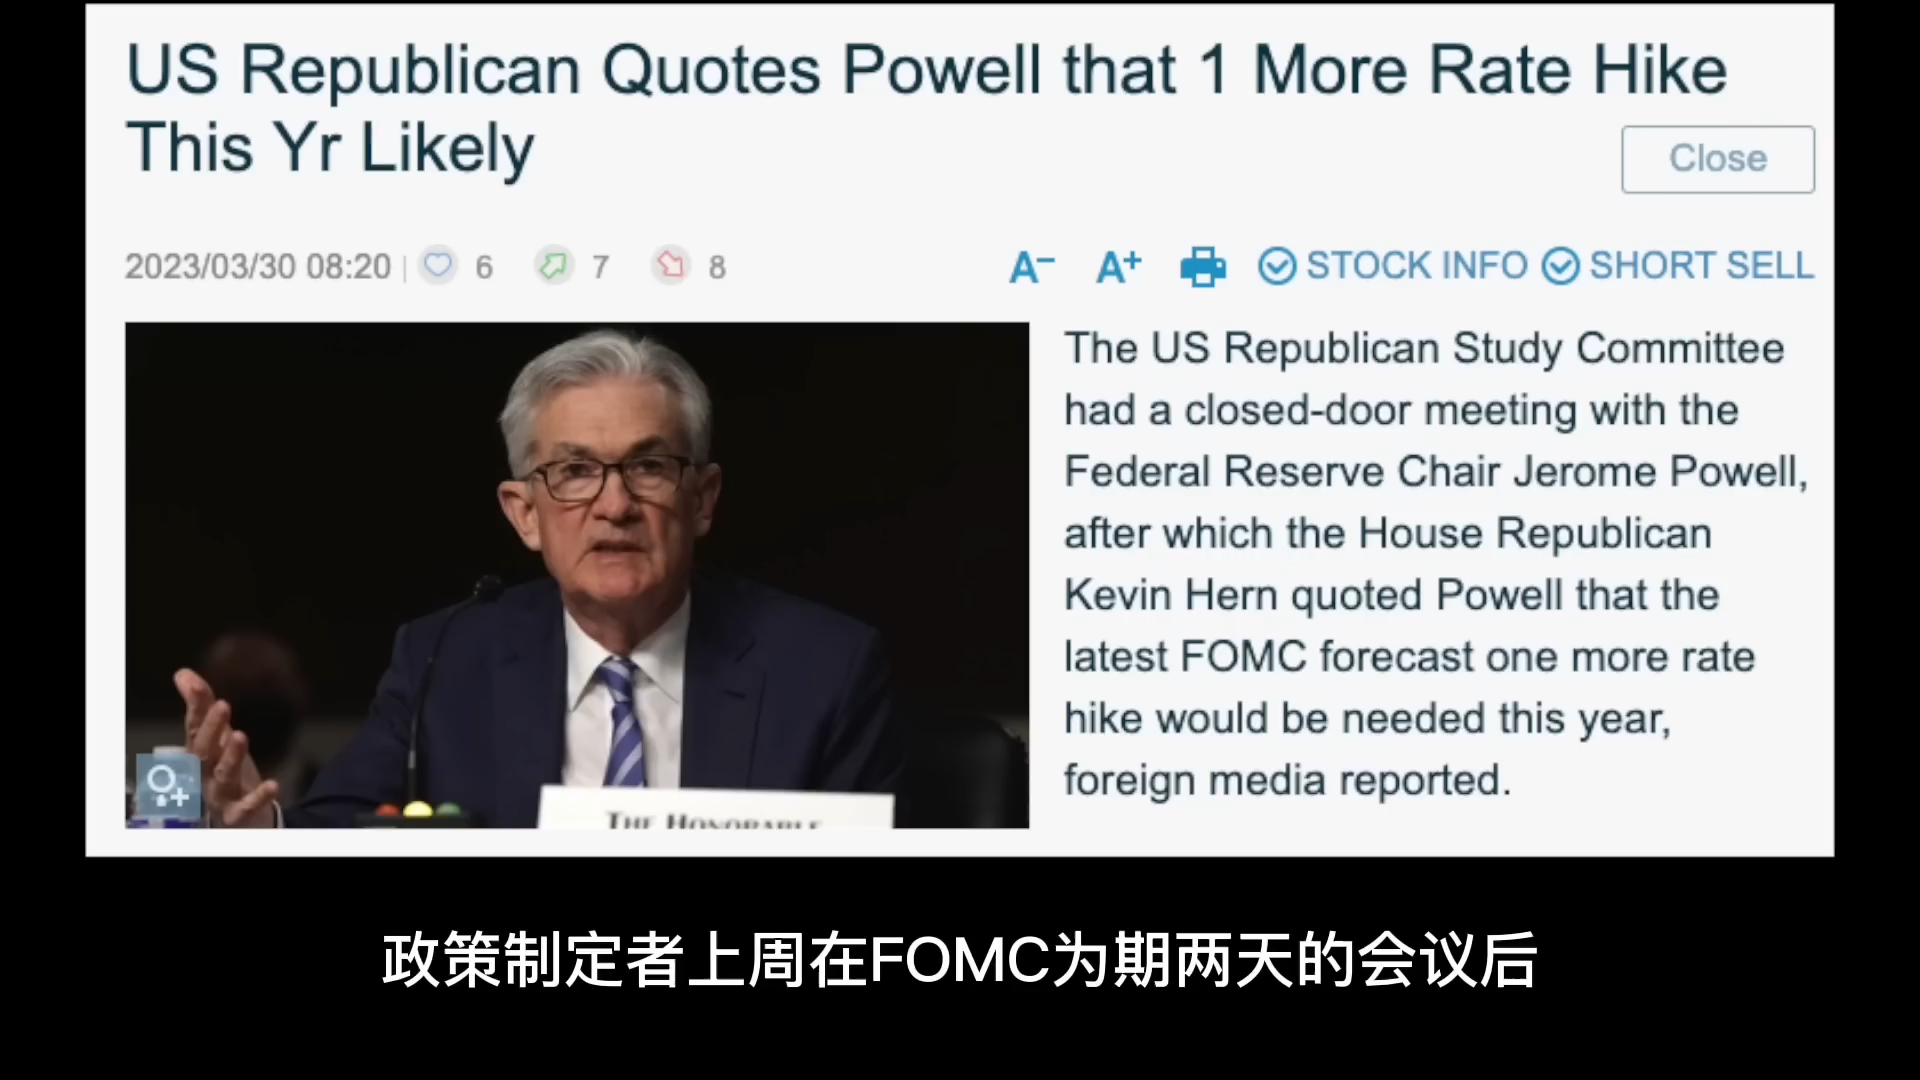 US Republican Quotes Powell that 1 More Rate Hike
This Yr Likely
Close
2023/03/30 08:20 | 6 7 8 A− A+ STOCK INFO SHORT SELL
The US Republican Study Committee
had a closed-door meeting with the
Federal Reserve Chair Jerome Powell,
after which the House Republican
Kevin Hern quoted Powell that the
latest FOMC forecast one more rate
hike would be needed this year,
foreign media reported.
THE HONORABLE
政策制定者上周在FOMC为期两天的会议后